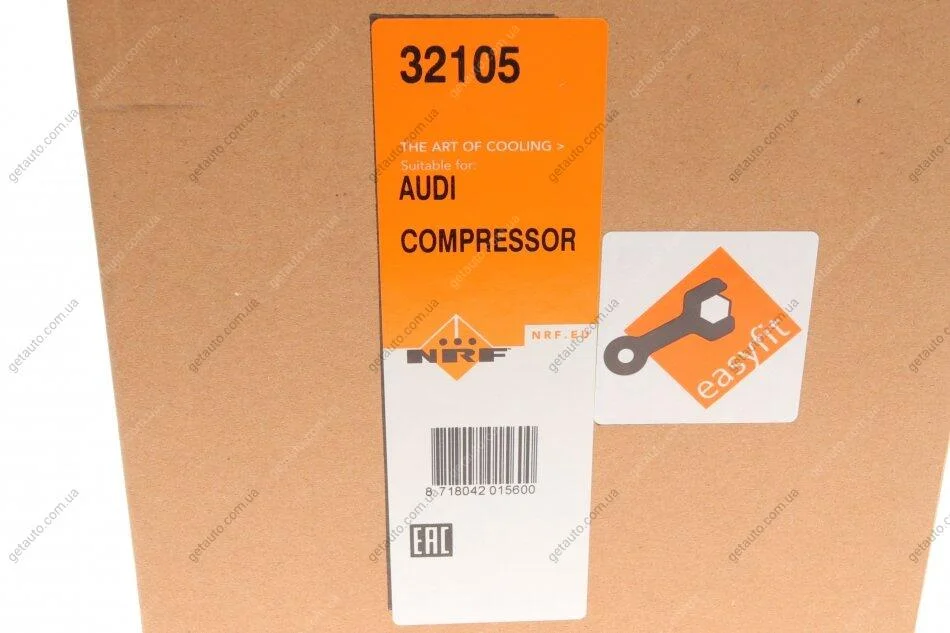 32105
THE ART OF COOLING >
Suitable for:
AUDI
COMPRESSOR
NRF.EU
NRF
easyfit
8 718042 015600
EAC
getauto.com.ua